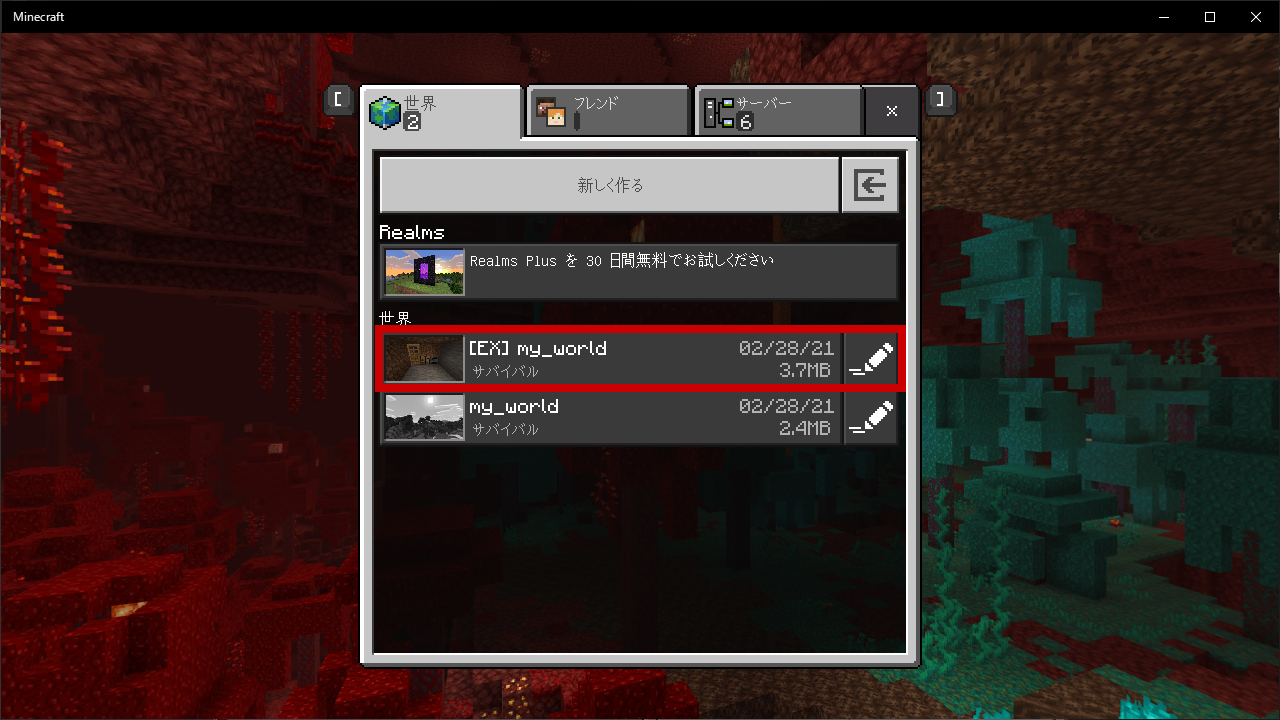 Minecraft
[
世界
2
フレンド
サーバー
6
]
新しく作る
Realms
Realms Plus を 30 日間無料でお試しください
世界
[EX] my_world
02/28/21
サバイバル
3.7MB
my_world
02/28/21
サバイバル
2.4MB